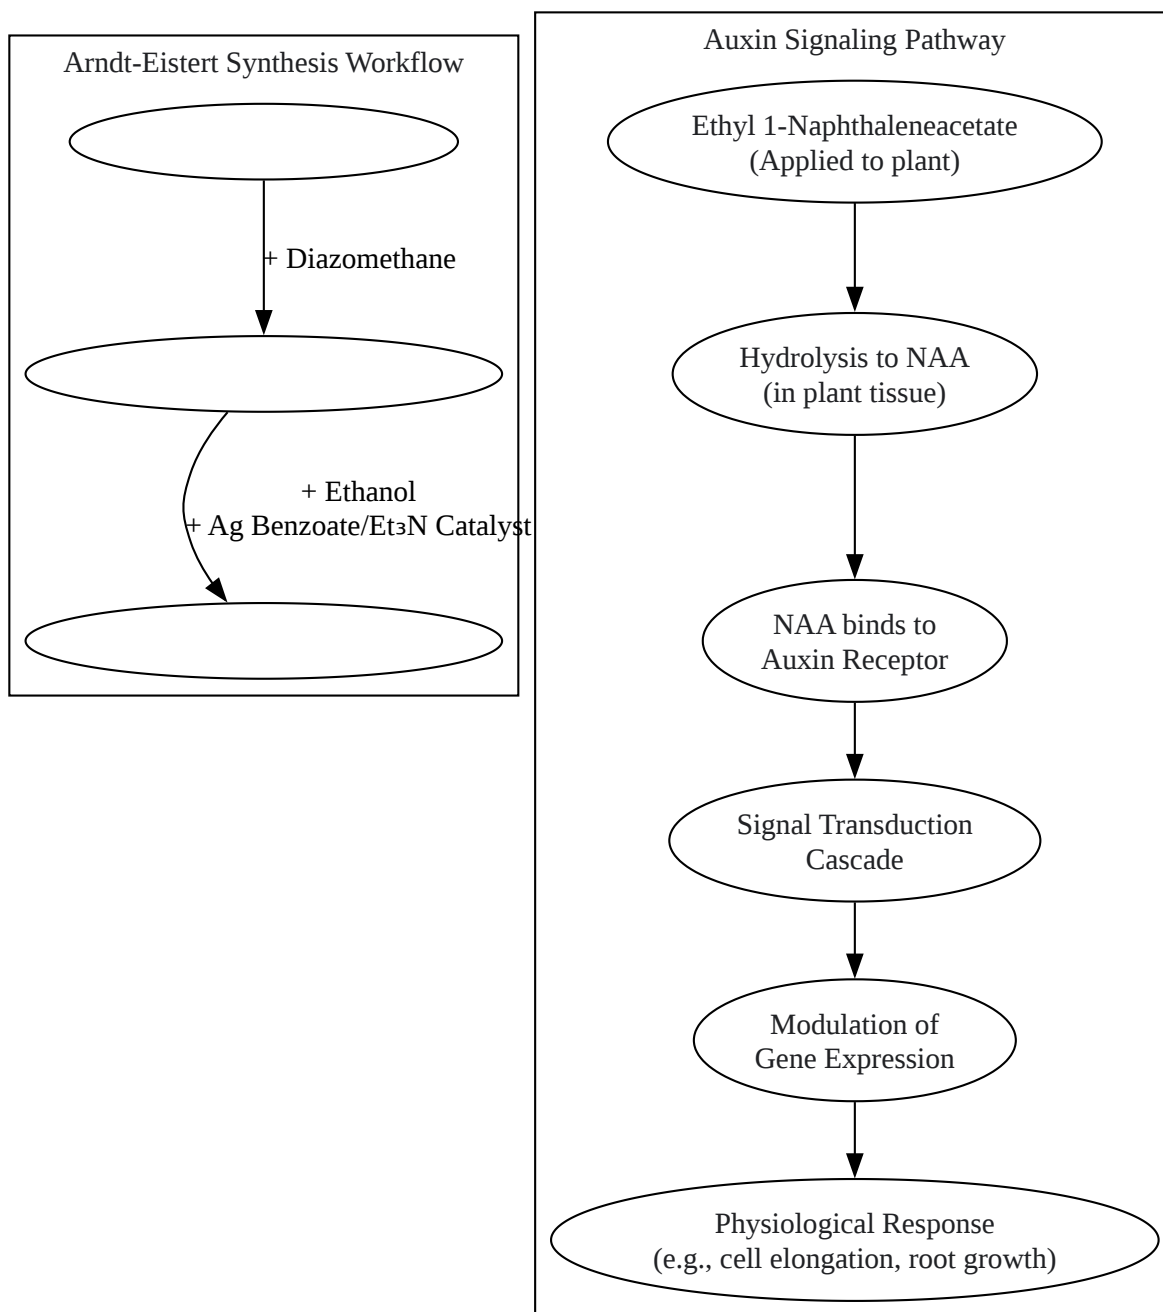 Arndt-Eistert Synthesis Workflow
+ Diazomethane
+ Ethanol
+ Ag Benzoate/Et₃N Catalyst
Auxin Signaling Pathway
Ethyl 1-Naphthaleneacetate
(Applied to plant)
Hydrolysis to NAA
(in plant tissue)
NAA binds to
Auxin Receptor
Signal Transduction
Cascade
Modulation of
Gene Expression
Physiological Response
(e.g., cell elongation, root growth)